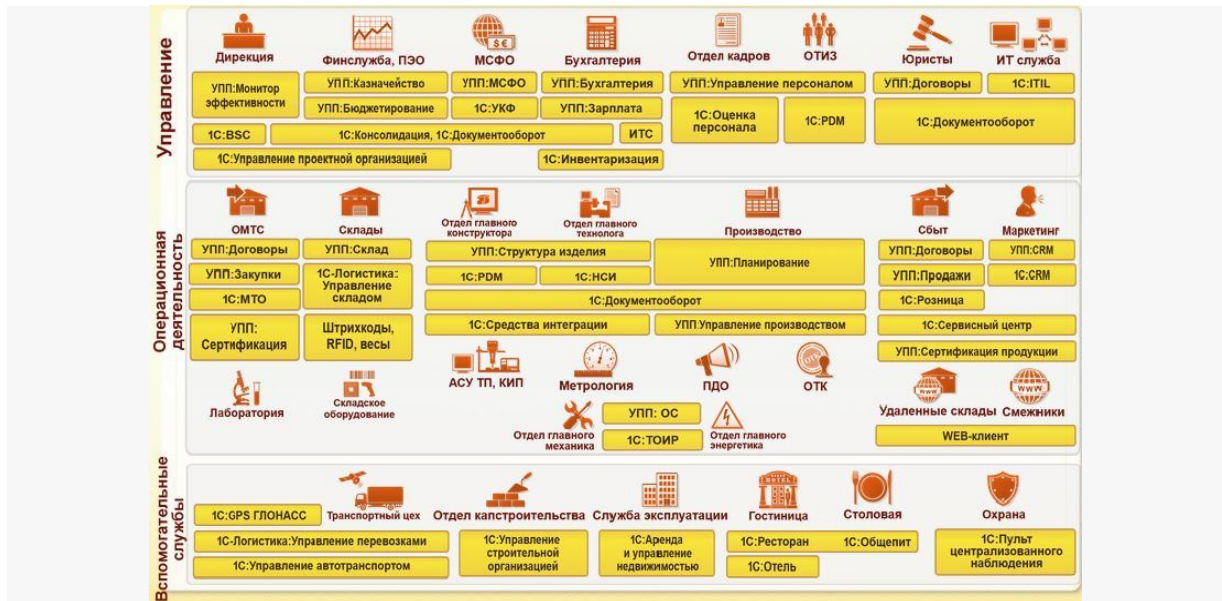 Управление
Дирекция
Финслужба, ПЭО
МСФО
Бухгалтерия
Отдел кадров
ОТИЗ
Юристы
ИТ служба
УПП:Монитор
эффективности
УПП:Казначейство
УПП:МСФО
УПП:Бухгалтерия
УПП:Управление персоналом
УПП:Договоры
1С:ITIL
УПП:Бюджетирование
1С:УКФ
УПП:Зарплата
1С:Оценка
персонала
1С:PDM
1С:Документооборот
1С:BSC
1С:Консолидация, 1С:Документооборот
ИТС
1С:Управление проектной организацией
1С:Инвентаризация
Операционная
деятельность
ОМТС
Склады
Отдел главного
конструктора
Отдел главного
технолога
Производство
Сбыт
Маркетинг
УПП:Договоры
УПП:Склад
УПП:Структура изделия
УПП:Планирование
УПП:Договоры
УПП:CRM
УПП:Закупки
1С-Логистика:
Управление
складом
1С:PDM
1С:НСИ
УПП:Продажи
1С:CRM
1С:МТО
1С:Документооборот
1С:Розница
УПП:
Сертификация
Штрихкоды,
RFID, весы
1С:Средства интеграции
УПП:Управление производством
1С:Сервисный центр
УПП:Сертификация продукции
Лаборатория
Складское
оборудование
АСУ ТП, КИП
Метрология
ПДО
ОТК
ОТК
www
www
Удаленные склады
Смежники
Отдел главного
механика
УПП: ОС
1С:ТОИР
Отдел главного
энергетика
WEB-клиент
Вспомогательные
службы
HOTEL
1С:GPS ГЛОНАСС
Транспортный цех
Отдел капстроительства
Служба эксплуатации
Гостиница
Столовая
Охрана
1С-Логистика:Управление перевозками
1С:Управление
строительной
организацией
1С:Аренда
и управление
недвижимостью
1С:Ресторан
1С:Общепит
1С:Пульт
централизованного
наблюдения
1С:Управление автотранспортом
1С:Отель